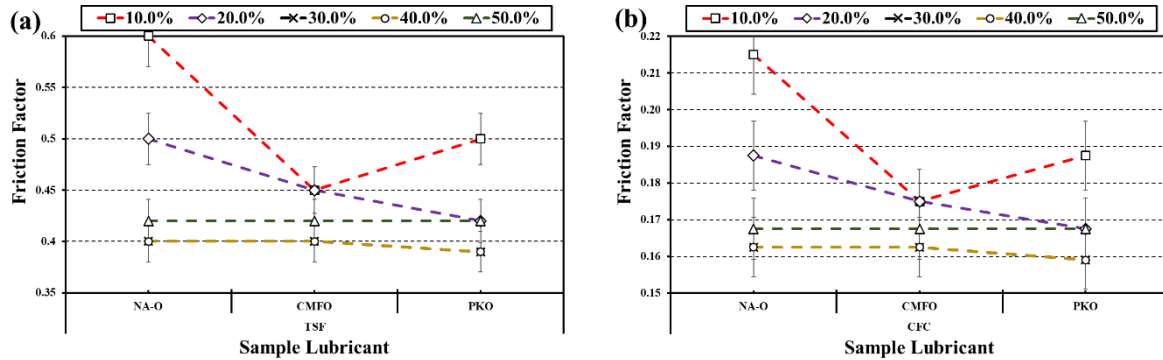 (a)
10.0% 20.0% 30.0% 40.0% 50.0%
0.6
0.55
0.5
0.45
0.4
0.35
Friction Factor
NA-O CMFO PKO
TSF
Sample Lubricant
(b)
10.0% 20.0% 30.0% 40.0% 50.0%
0.22
0.21
0.20
0.19
0.18
0.17
0.16
0.15
Friction Factor
NA-O CMFO PKO
CFC
Sample Lubricant